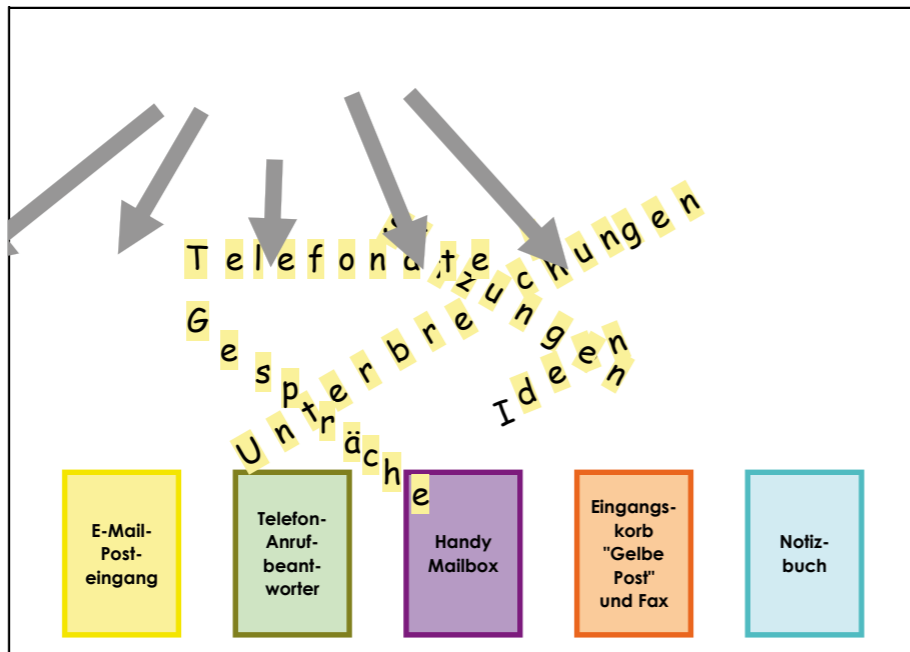 Telefonate
Sitzungen
Unterbrechungen
Gespräche
Ideen
E-Mail-
Post-
eingang
Telefon-
Anruf-
beant-
worter
Handy
Mailbox
Eingangs-
korb
"Gelbe
Post"
und Fax
Notiz-
buch